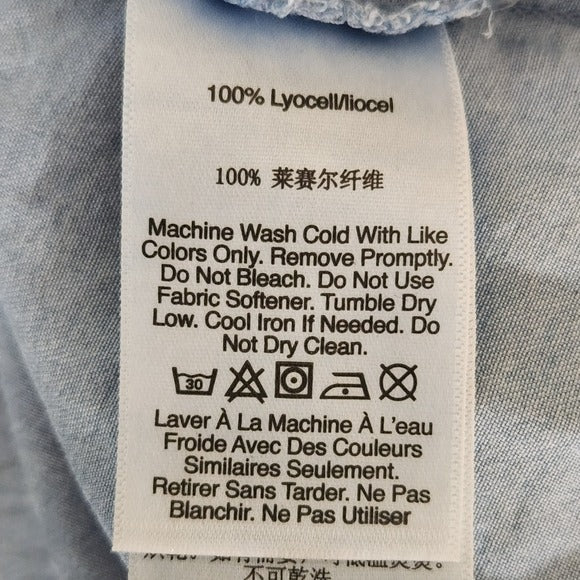 100% Lyocell/liocel
100% 莱赛尔纤维
Machine Wash Cold With Like
Colors Only. Remove Promptly.
Do Not Bleach. Do Not Use
Fabric Softener. Tumble Dry
Low. Cool Iron If Needed. Do
Not Dry Clean.
30
Laver À La Machine À L'eau
Froide Avec Des Couleurs
Similaires Seulement.
Retirer Sans Tarder. Ne Pas
Blanchir. Ne Pas Utiliser
不可乾洗